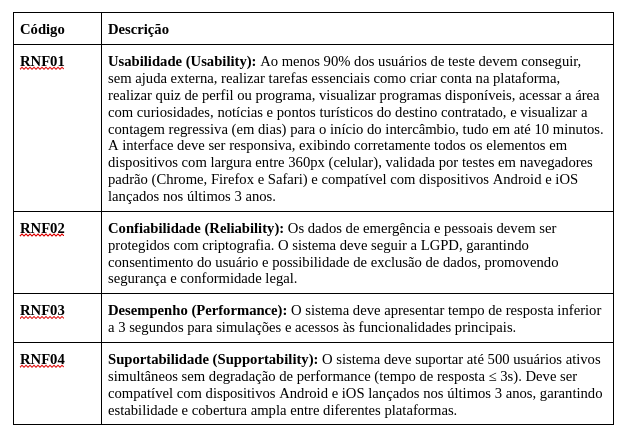 Código Descrição
RNF01 Usabilidade (Usability): Ao menos 90% dos usuários de teste devem conseguir,
sem ajuda externa, realizar tarefas essenciais como criar conta na plataforma,
realizar quiz de perfil ou programa, visualizar programas disponíveis, acessar a área
com curiosidades, notícias e pontos turísticos do destino contratado, e visualizar a
contagem regressiva (em dias) para o início do intercâmbio, tudo em até 10 minutos.
A interface deve ser responsiva, exibindo corretamente todos os elementos em
dispositivos com largura entre 360px (celular), validada por testes em navegadores
padrão (Chrome, Firefox e Safari) e compatível com dispositivos Android e iOS
lançados nos últimos 3 anos.
RNF02 Confiabilidade (Reliability): Os dados de emergência e pessoais devem ser
protegidos com criptografia. O sistema deve seguir a LGPD, garantindo
consentimento do usuário e possibilidade de exclusão de dados, promovendo
segurança e conformidade legal.
RNF03 Desempenho (Performance): O sistema deve apresentar tempo de resposta inferior
a 3 segundos para simulações e acessos às funcionalidades principais.
RNF04 Suportabilidade (Supportability): O sistema deve suportar até 500 usuários ativos
simultâneos sem degradação de performance (tempo de resposta ≤ 3s). Deve ser
compatível com dispositivos Android e iOS lançados nos últimos 3 anos, garantindo
estabilidade e cobertura ampla entre diferentes plataformas.